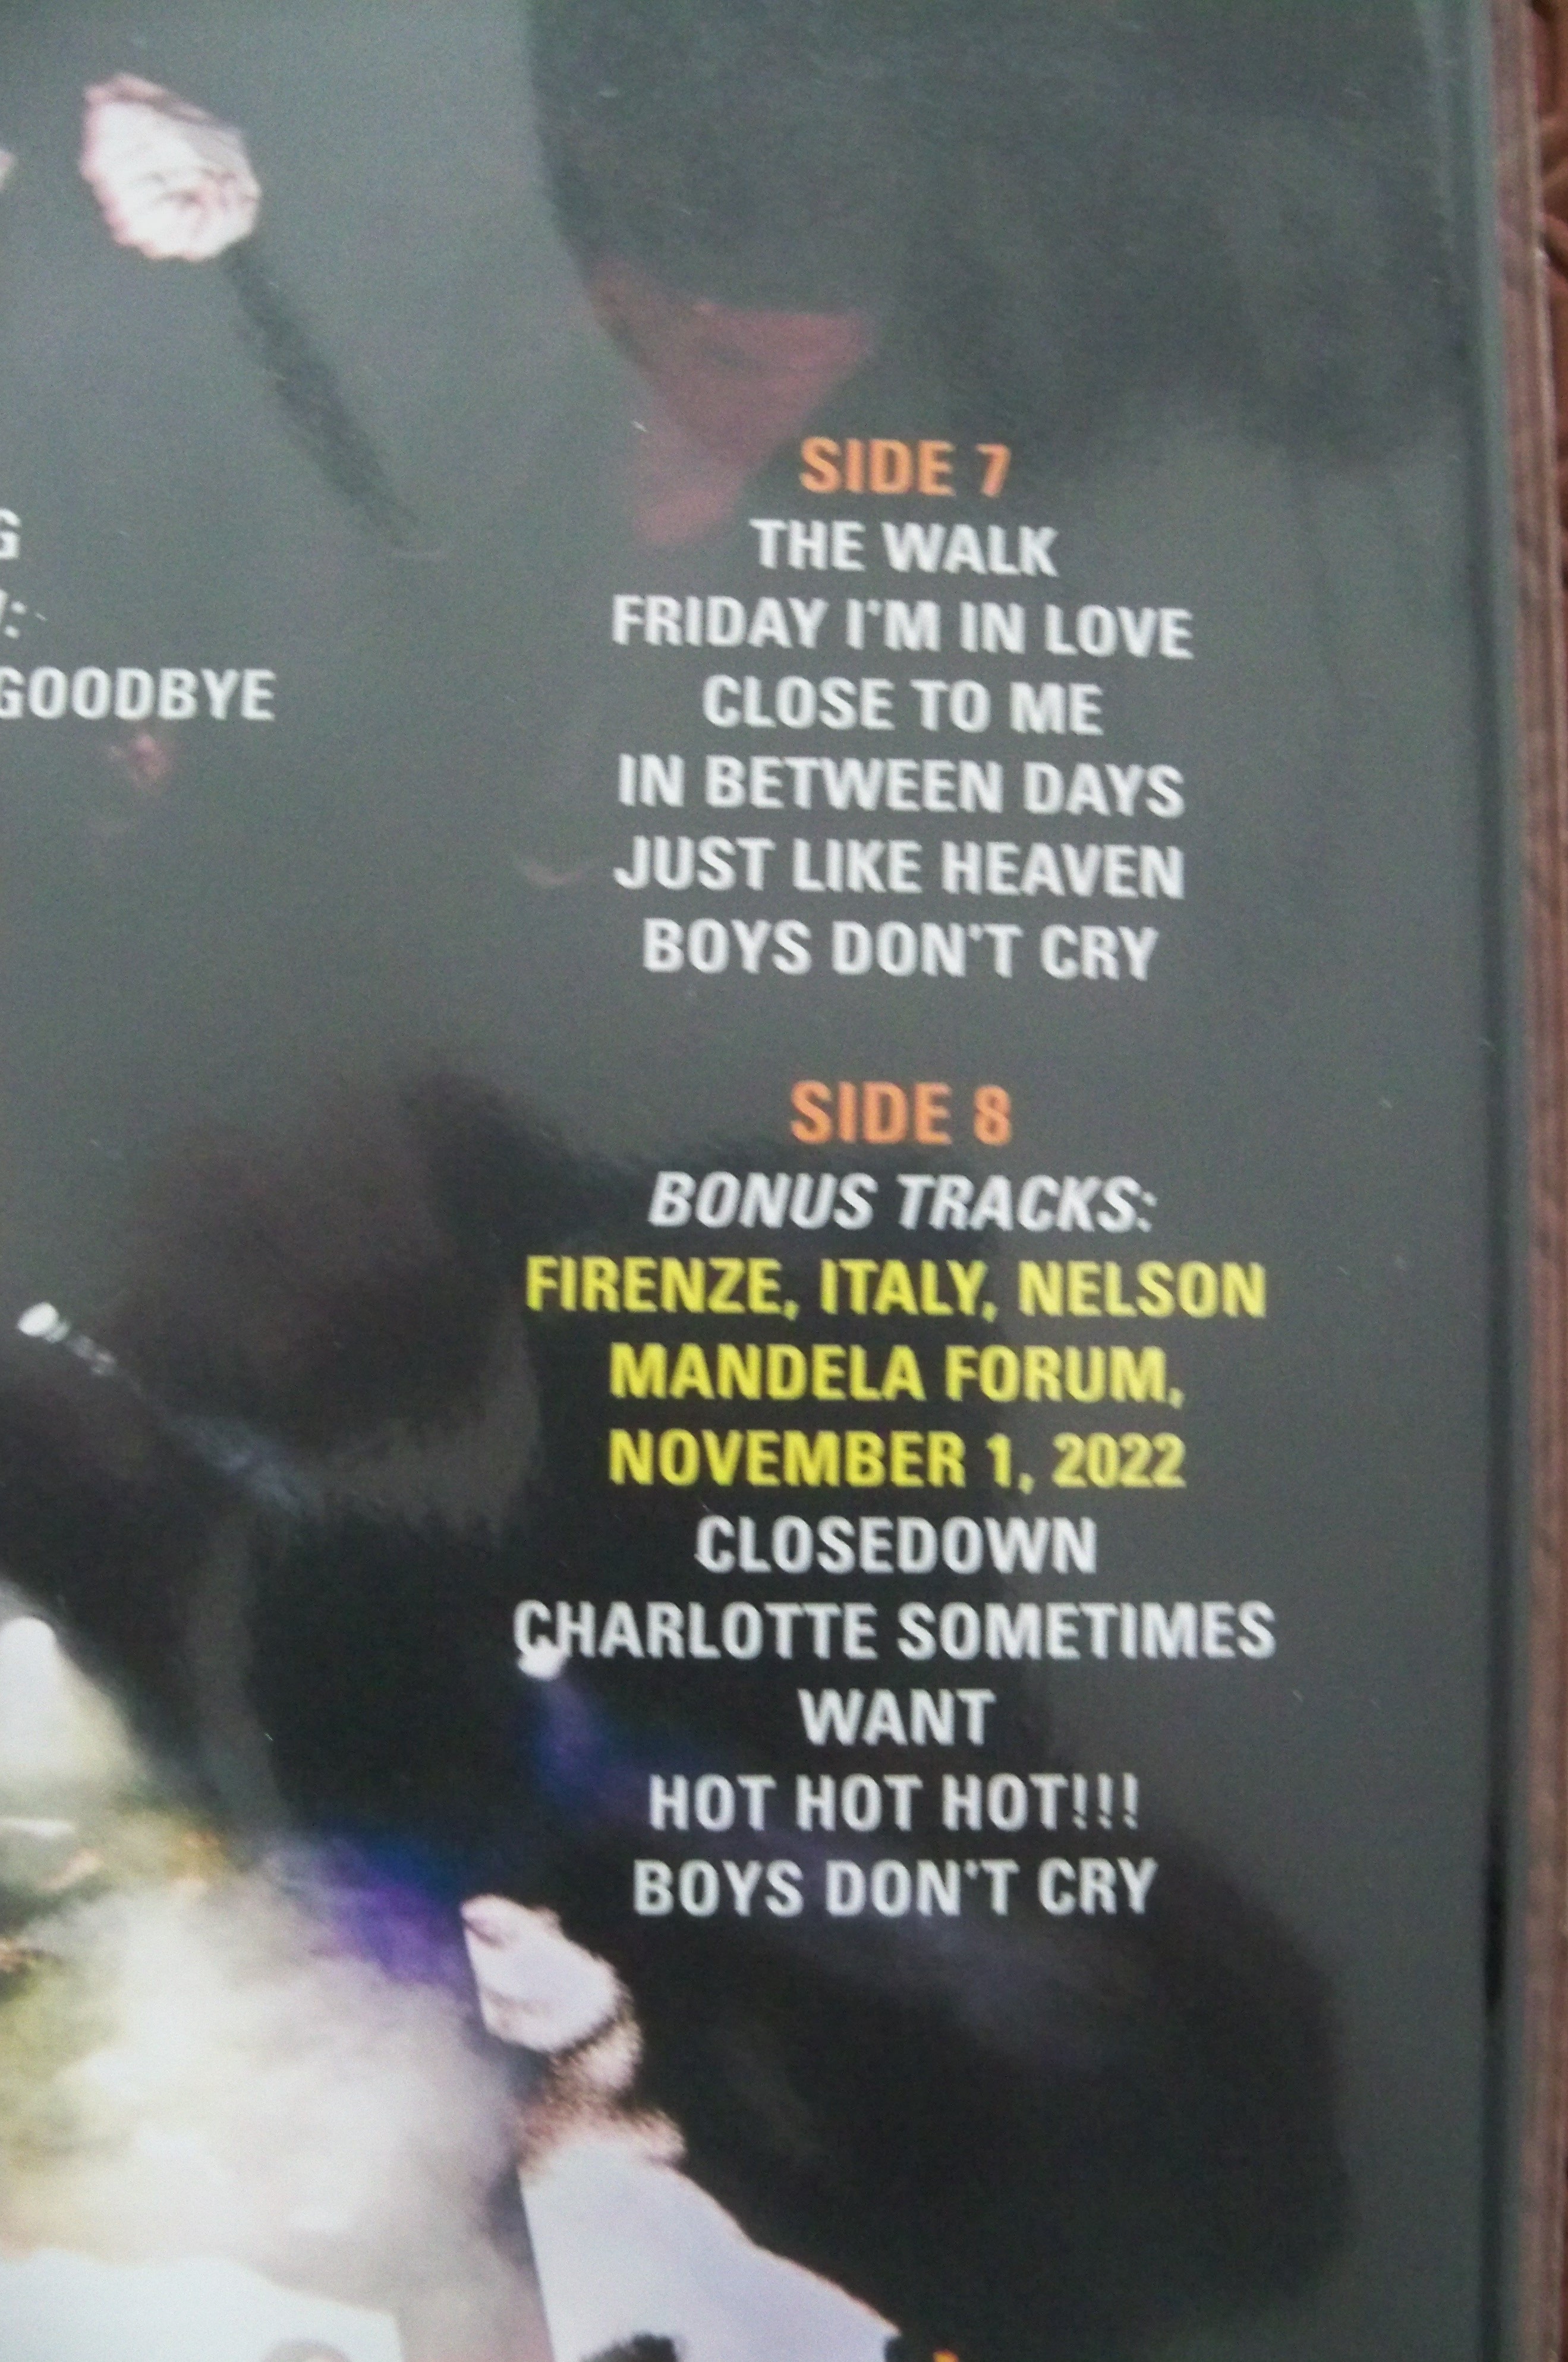 G
:
GOODBYE
SIDE 7
THE WALK
FRIDAY I'M IN LOVE
CLOSE TO ME
IN BETWEEN DAYS
JUST LIKE HEAVEN
BOYS DON'T CRY
SIDE 8
BONUS TRACKS:
FIRENZE, ITALY, NELSON
MANDELA FORUM,
NOVEMBER 1, 2022
CLOSEDOWN
CHARLOTTE SOMETIMES
WANT
HOT HOT HOT!!!
BOYS DON'T CRY